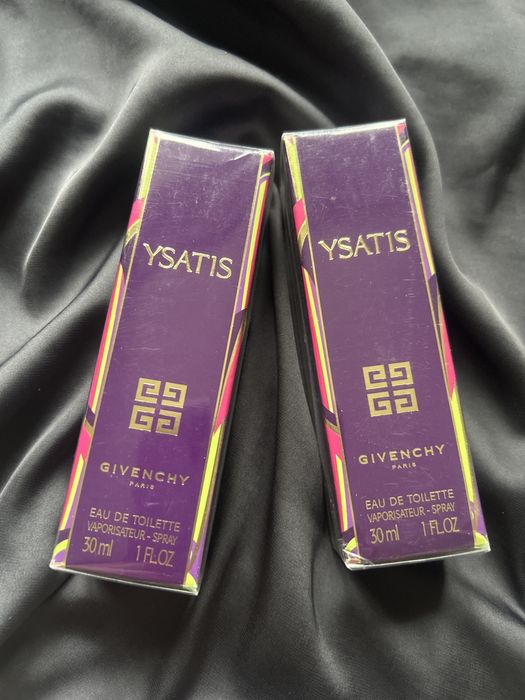 YSATIS
GIVENCHY
PARIS
EAU DE TOILETTE
VAPORISATEUR - SPRAY
30 ml 1 FL.OZ
YSATIS
GIVENCHY
PARIS
EAU DE TOILETTE
VAPORISATEUR - SPRAY
30 ml 1 FL.OZ